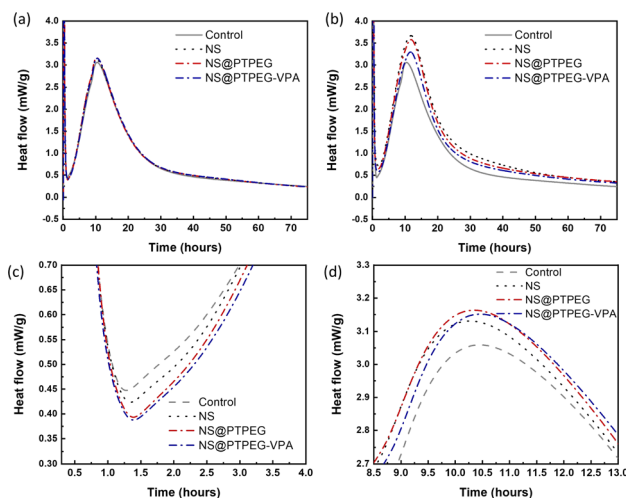 (a)
Control
NS
NS@PTPEG
NS@PTPEG-VPA
4.0
3.5
3.0
2.5
2.0
1.5
1.0
0.5
0.0
-0.5
0 10 20 30 40 50 60 70
Heat flow (mW/g)
Time (hours)
(b)
Control
NS
NS@PTPEG
NS@PTPEG-VPA
4.0
3.5
3.0
2.5
2.0
1.5
1.0
0.5
0.0
-0.5
0 10 20 30 40 50 60 70
Heat flow (mW/g)
Time (hours)
(c)
0.70
0.60
0.50
0.40
0.30
Control
NS
NS@PTPEG
NS@PTPEG-VPA
0.5 1.0 1.5 2.0 2.5 3.0 3.5 4.0
Heat flow (mW/g)
Time (hours)
(d)
Control
NS
NS@PTPEG
NS@PTPEG-VPA
3.3
3.2
3.1
3.0
2.9
2.8
2.7
8.5 9.0 9.5 10.0 10.5 11.0 11.5 12.0 12.5 13.0
Heat flow (mW/g)
Time (hours)